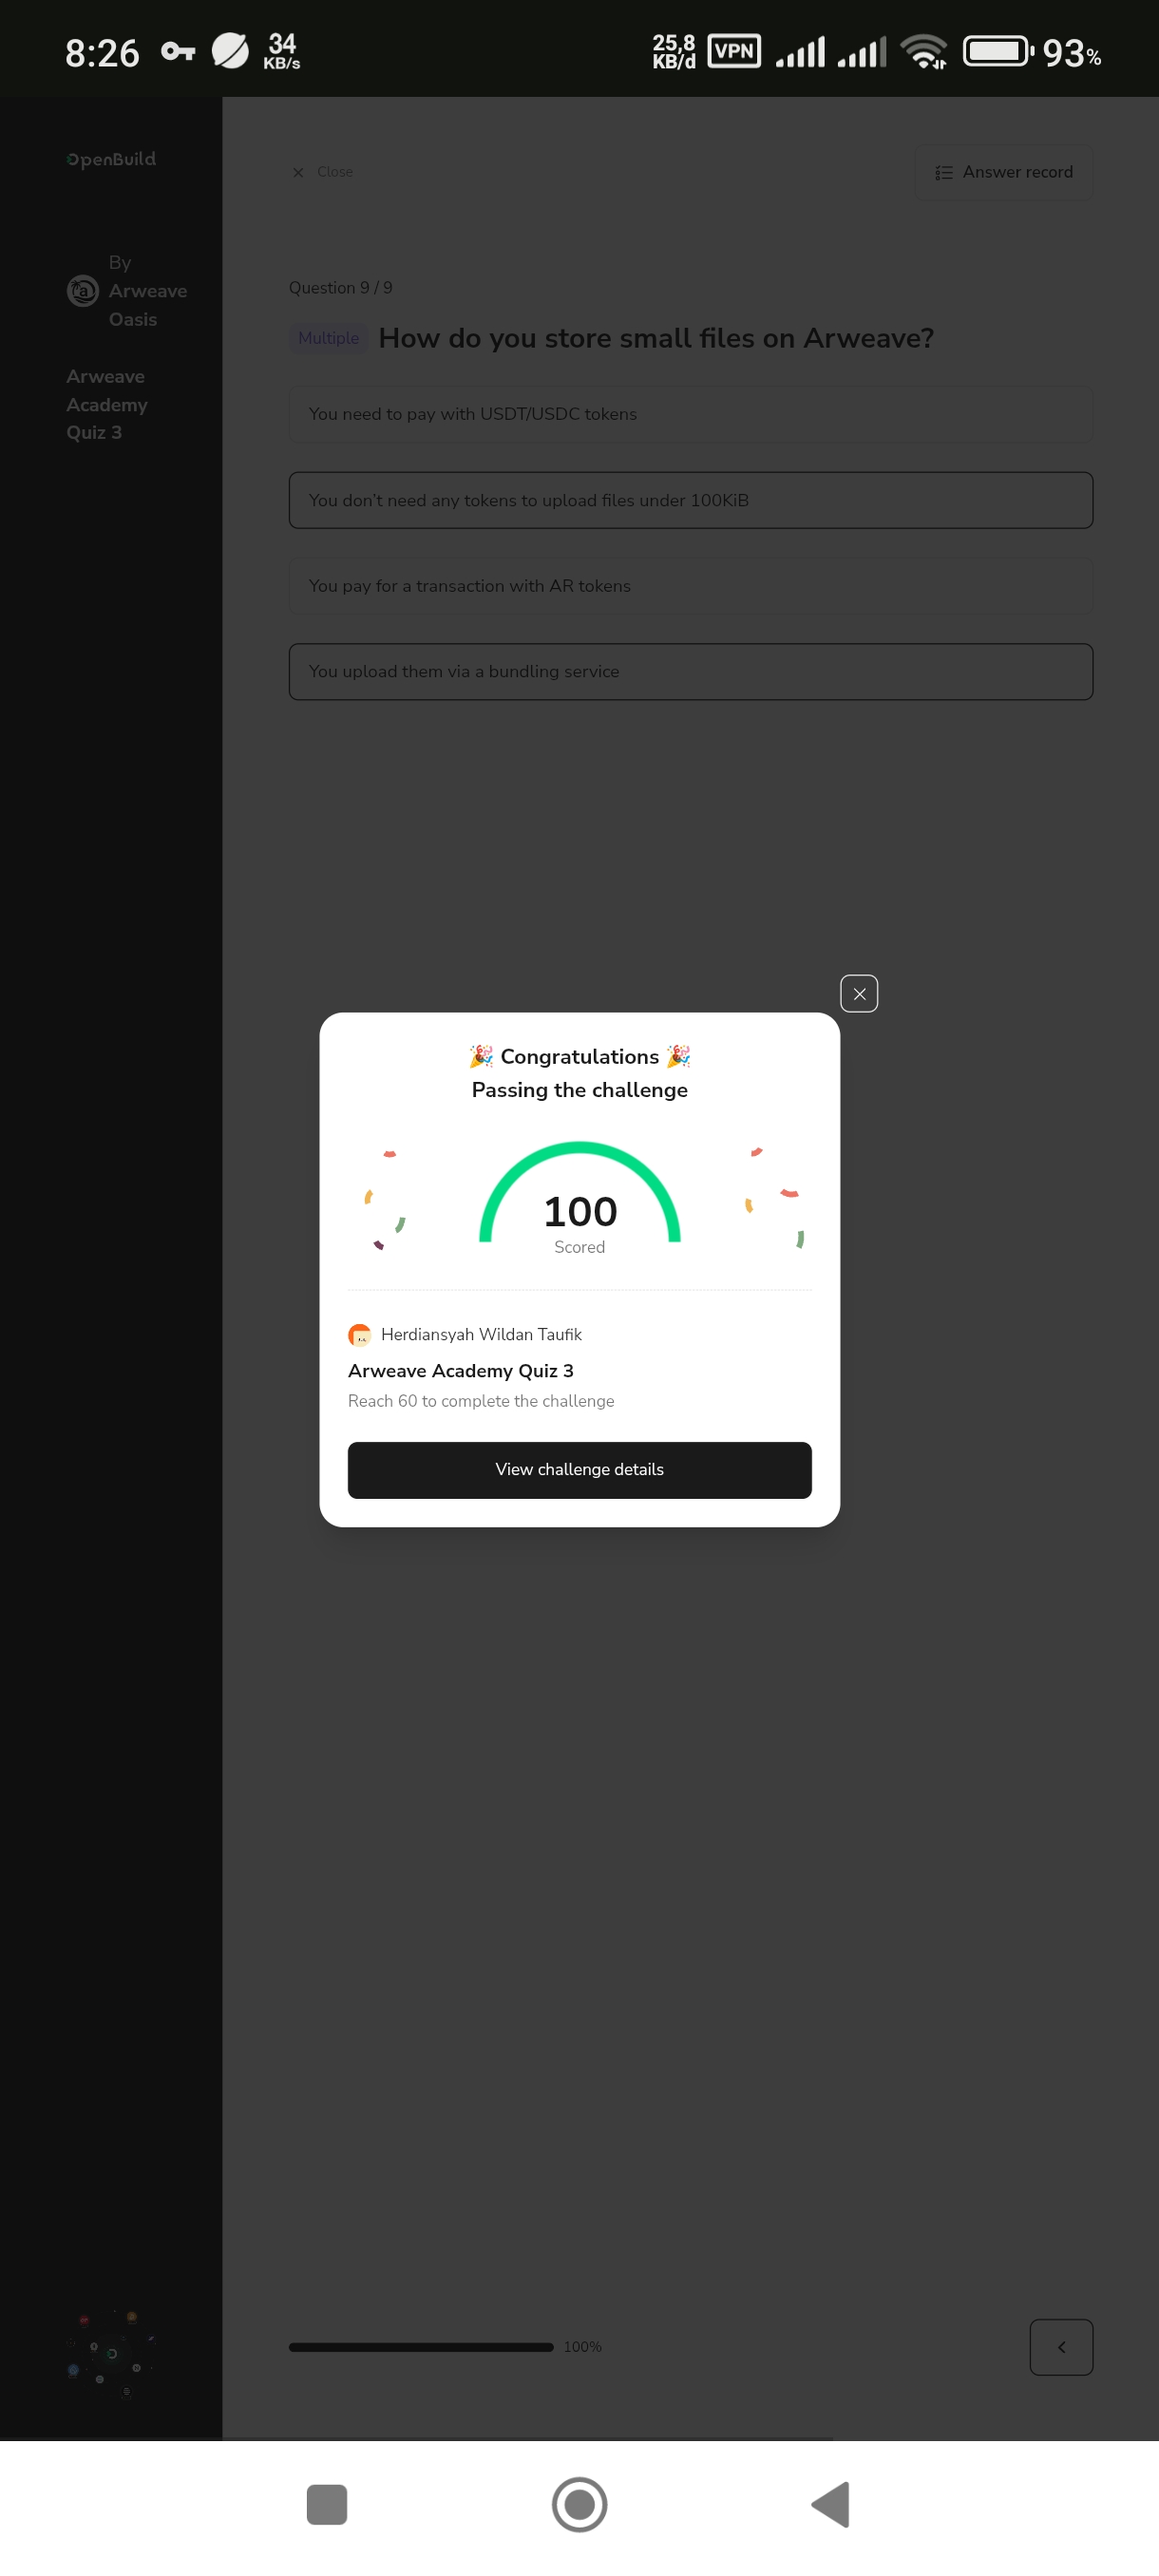 8:26 34 KB/s 25,8 KB/d VPN 93%
OpenBuild
Close
Answer record
By
Arweave
Oasis
Arweave
Academy
Quiz 3
Question 9 / 9
Multiple How do you store small files on Arweave?
You need to pay with USDT/USDC tokens
You don’t need any tokens to upload files under 100KiB
You pay for a transaction with AR tokens
You upload them via a bundling service
🎉 Congratulations 🎉
Passing the challenge
100
Scored
Herdiansyah Wildan Taufik
Arweave Academy Quiz 3
Reach 60 to complete the challenge
View challenge details
100%